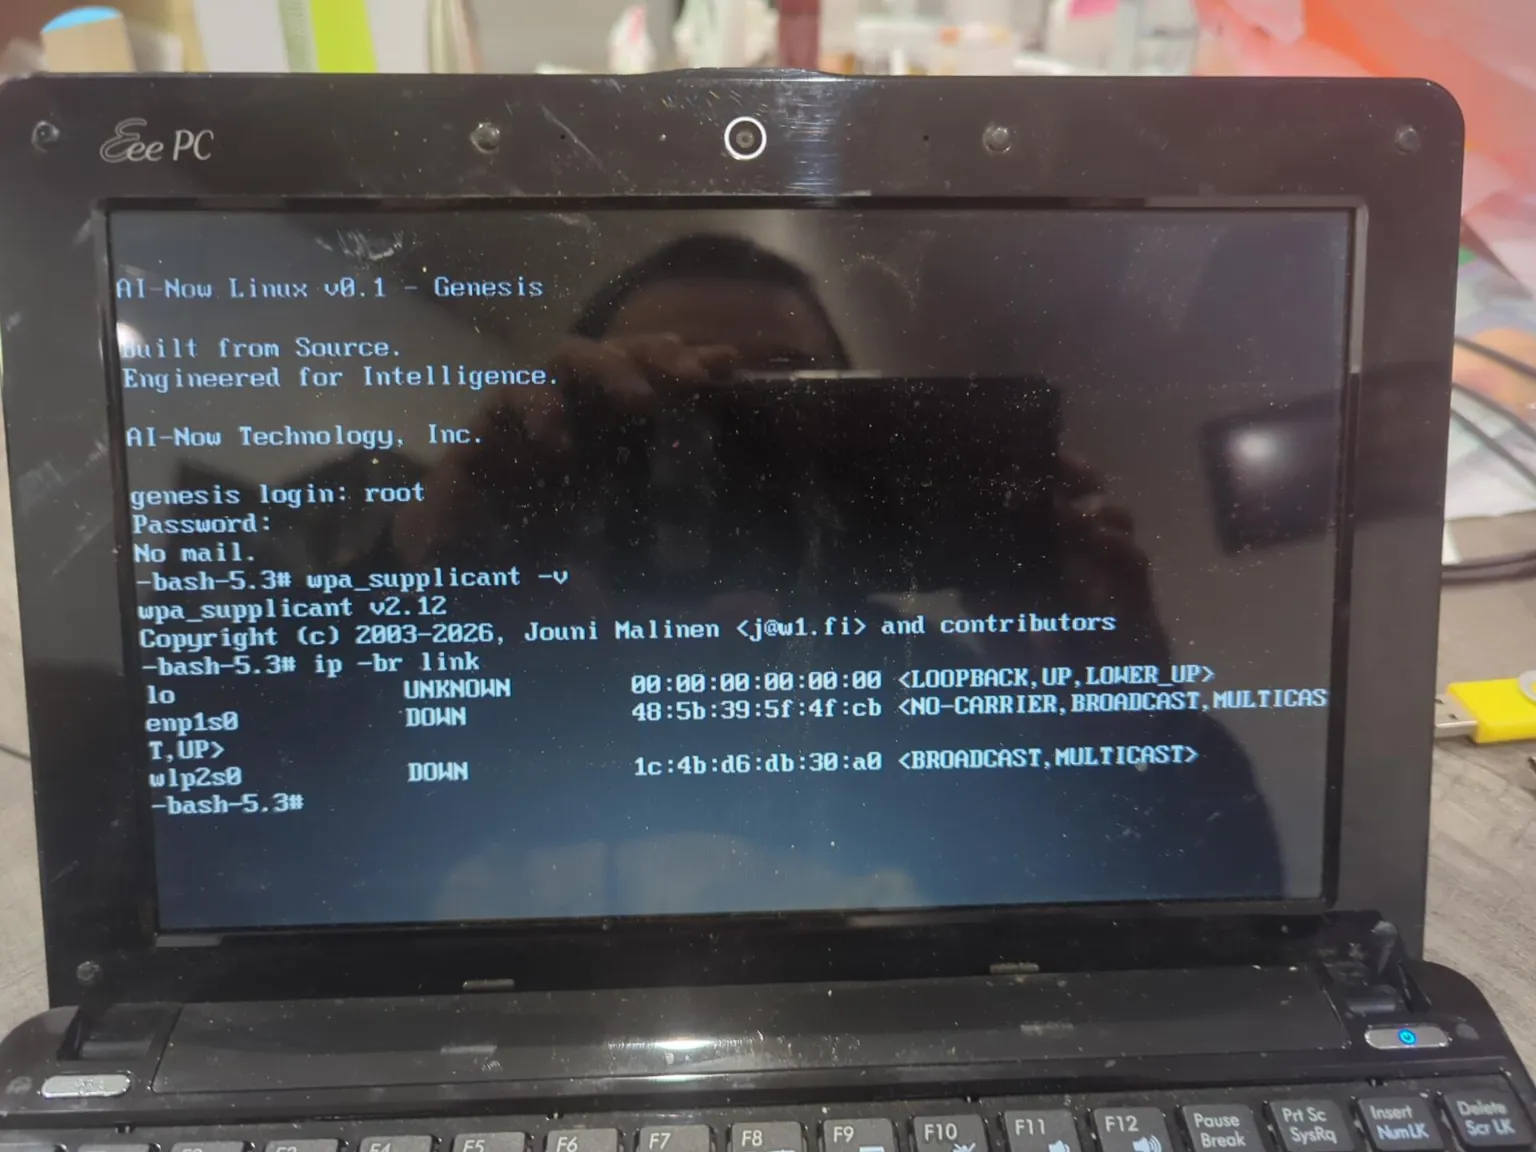 Eee PC
AI-Now Linux v0.1 - Genesis
Built from Source.
Engineered for Intelligence.
AI-Now Technology, Inc.
genesis login: root
Password:
No mail.
-bash-5.3# wpa_supplicant -v
wpa_supplicant v2.12
Copyright (c) 2003-2026, Jouni Malinen <j@w1.fi> and contributors
-bash-5.3# ip -br link
lo UNKNOWN 00:00:00:00:00:00 <LOOPBACK,UP,LOWER_UP>
enp1s0 DOWN 48:5b:39:5f:4f:cb <NO-CARRIER,BROADCAST,MULTICAS
T,UP>
wlp2s0 DOWN 1c:4b:d6:db:30:a0 <BROADCAST,MULTICAST>
-bash-5.3#
F4 F5 F6 F7 F8 F9 F10 F11 F12 Pause Prt Sc Insert Delete
Break SysRq NumLK Scr LK